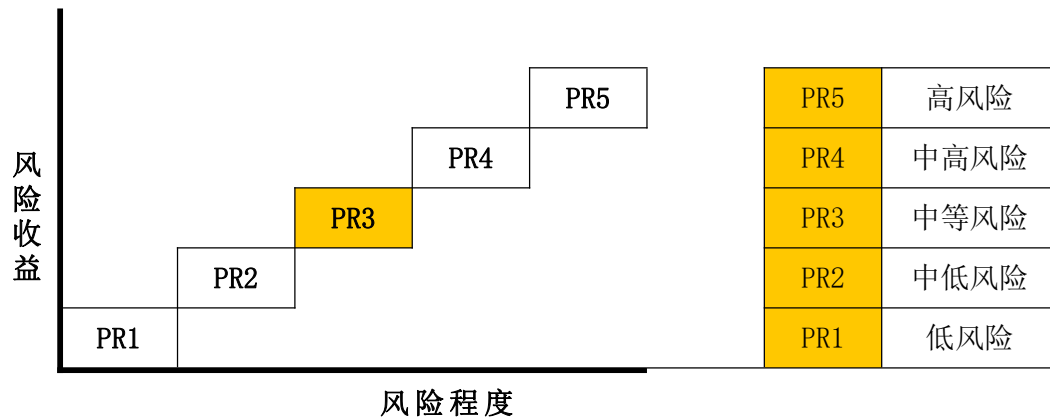 风险收益
PR5
PR4
PR3
PR2
PR1
风险程度
PR5 高风险
PR4 中高风险
PR3 中等风险
PR2 中低风险
PR1 低风险